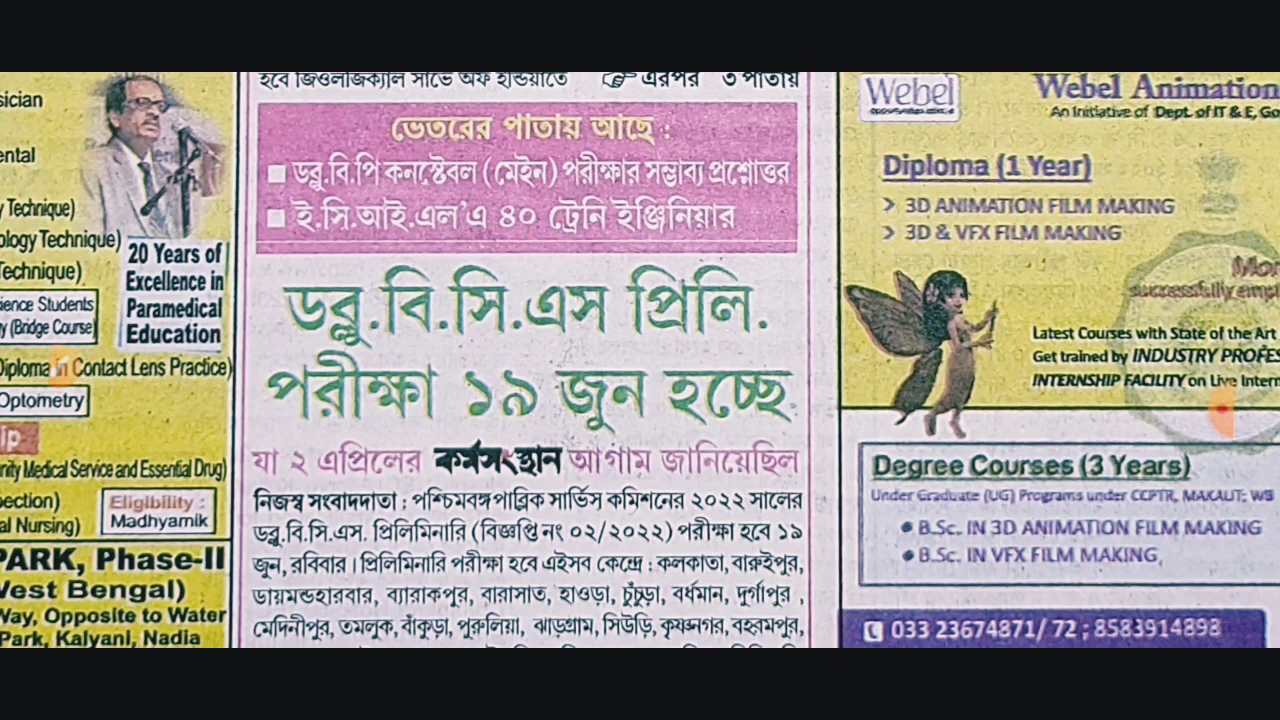 sician
ental
y Technique)
ology Technique)
Technique)
20 Years of
Excellence in
Paramedical
Education
ience Students
y (Bridge Course)
Diploma in Contact Lens Practice)
Optometry
lp
nity Medical Service and Essential Drug)
ection)
al Nursing)
Eligibility :
Madhyamik
PARK, Phase-II
West Bengal)
Way, Opposite to Water
Park, Kalyani, Nadia
হবে জিওলজিক্যাল সার্ভে অফ ইন্ডিয়াতে ☞ এরপর ৩ পাতায়
ভেতরের পাতায় আছে :
■ ডব্লু.বি.পি কনস্টেবল (মেইন) পরীক্ষার সম্ভাব্য প্রশ্নোত্তর
■ ই.সি.আই.এল'এ ৪০ ট্রেনি ইঞ্জিনিয়ার
ডব্লু.বি.সি.এস প্রিলি.
পরীক্ষা ১৯ জুন হচ্ছে
যা ২ এপ্রিলের কর্মসংস্থান আগাম জানিয়েছিল
নিজস্ব সংবাদদাতা : পশ্চিমবঙ্গ পাব্লিক সার্ভিস কমিশনের ২০২২ সালের
ডব্লু.বি.সি.এস. প্রিলিমিনারি (বিজ্ঞপ্তি নং ০২/২০২২) পরীক্ষা হবে ১৯
জুন, রবিবার। প্রিলিমিনারি পরীক্ষা হবে এইসব কেন্দ্রে : কলকাতা, বারুইপুর,
ডায়মন্ডহারবার, ব্যারাকপুর, বারাসাত, হাওড়া, চুঁচুড়া, বর্ধমান, দুর্গাপুর ,
মেদিনীপুর, তমলুক, বাঁকুড়া, পুরুলিয়া, ঝাড়গ্রাম, সিউড়ি, কৃষ্ণনগর, বহরমপুর,
Webel
Webel Animation
An Initiative of Dept. of IT & E, Go
Diploma (1 Year)
> 3D ANIMATION FILM MAKING
> 3D & VFX FILM MAKING
Mor
successfully empl
Latest Courses with State of the Art
Get trained by INDUSTRY PROFES
INTERNSHIP FACILITY on Live Intern
Degree Courses (3 Years)
Under Graduate (UG) Programs under CCPTR, MAKAUT, WB
• B.Sc. IN 3D ANIMATION FILM MAKING
• B.Sc. IN VFX FILM MAKING,
033 23674871/ 72 ; 8583914898